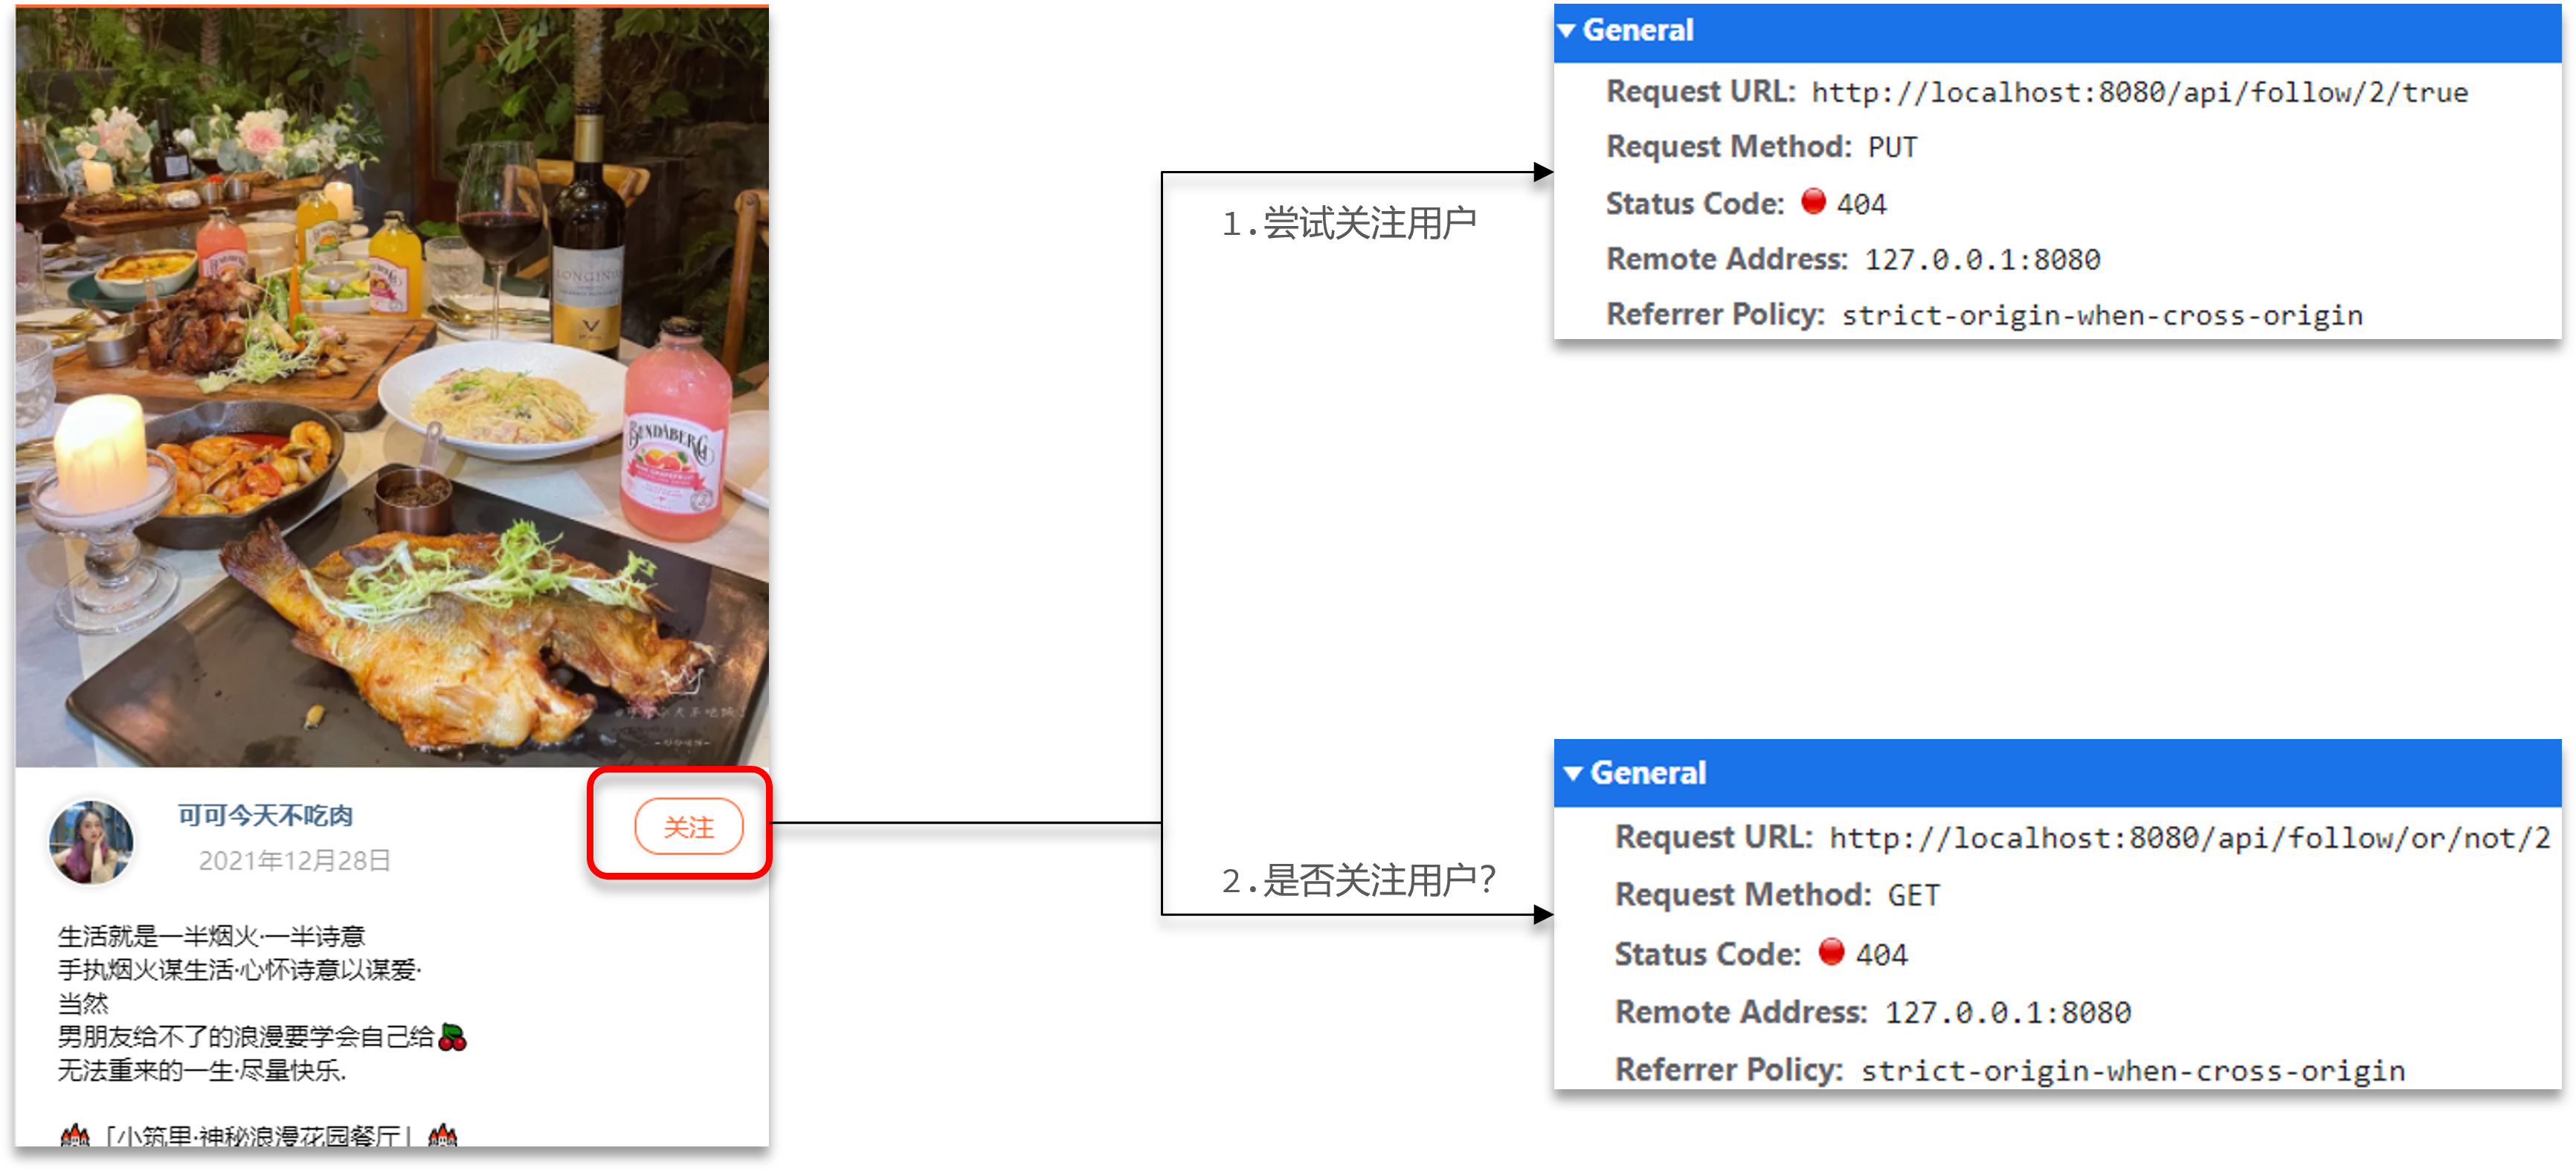 LONGINI
BUNDABERG
PINK GRAPEFRUIT
关注
可可今天不吃肉
2021年12月28日
生活就是一半烟火·一半诗意
手执烟火谋生活·心怀诗意以谋爱·
当然
男朋友给不了的浪漫要学会自己给🍒
无法重来的一生·尽量快乐.
🏰「小筑里·神秘浪漫花园餐厅」🏰
1.尝试关注用户
General
Request URL: http://localhost:8080/api/follow/2/true
Request Method: PUT
Status Code: 404
Remote Address: 127.0.0.1:8080
Referrer Policy: strict-origin-when-cross-origin
2.是否关注用户？
General
Request URL: http://localhost:8080/api/follow/or/not/2
Request Method: GET
Status Code: 404
Remote Address: 127.0.0.1:8080
Referrer Policy: strict-origin-when-cross-origin